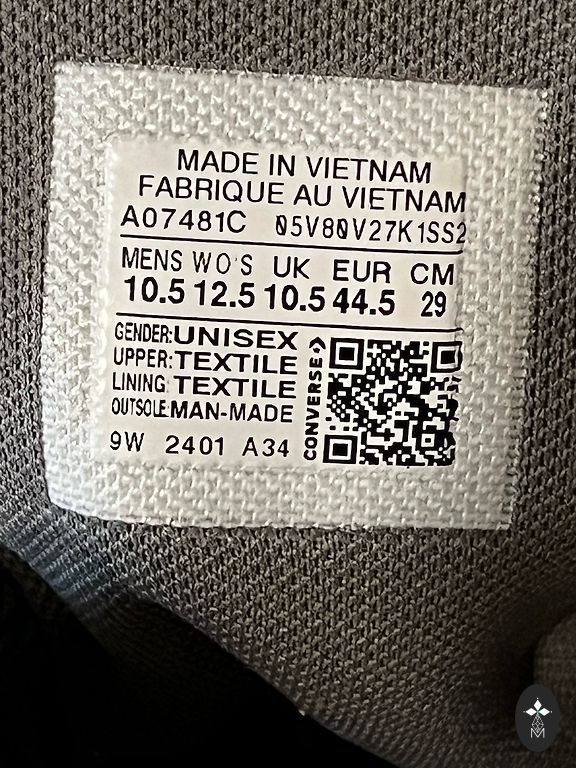 MADE IN VIETNAM
FABRIQUE AU VIETNAM
A07481C 05V80V27K1SS2
MENS WO'S UK EUR CM
10.5 12.5 10.5 44.5 29
GENDER:UNISEX
UPPER:TEXTILE
LINING:TEXTILE
OUTSOLE:MAN-MADE
9W 2401 A34
CONVERSE
M